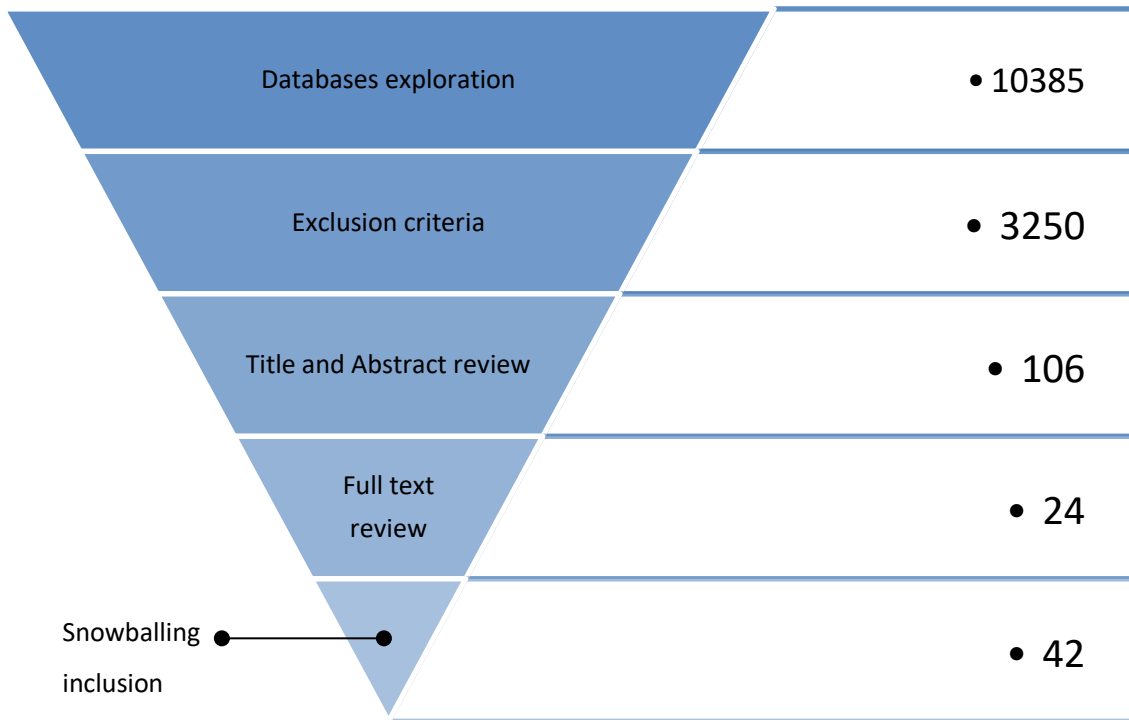 Databases exploration
• 10385
Exclusion criteria
• 3250
Title and Abstract review
• 106
Full text
review
• 24
Snowballing
inclusion
• 42